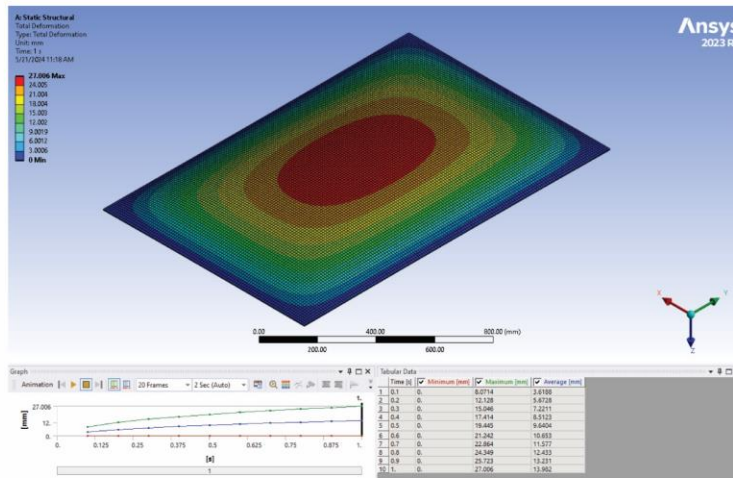 A: Static Structural
Total Deformation
Type: Total Deformation
Unit: mm
Time: 1 s
5/21/2024 11:18 AM
27.006 Max
24.005
21.004
18.004
15.003
12.002
9.0019
6.0012
3.0006
0 Min
Ansys
2023 R
X
Y
Z
0.00 400.00 800.00 (mm)
200.00 600.00
Graph
Animation 20 Frames 2 Sec (Auto)
1.
27.006
[mm] 12.
0.
0. 0.125 0.25 0.375 0.5 0.625 0.75 0.875 1.
[s]
1
Tabular Data
Time [s] Minimum [mm] Maximum [mm] Average [mm]
1 0.1 0. 8.0714 3.6188
2 0.2 0. 12.128 5.6728
3 0.3 0. 15.046 7.2211
4 0.4 0. 17.414 8.5123
5 0.5 0. 19.445 9.6404
6 0.6 0. 21.242 10.653
7 0.7 0. 22.864 11.577
8 0.8 0. 24.349 12.433
9 0.9 0. 25.723 13.231
10 1. 0. 27.006 13.982